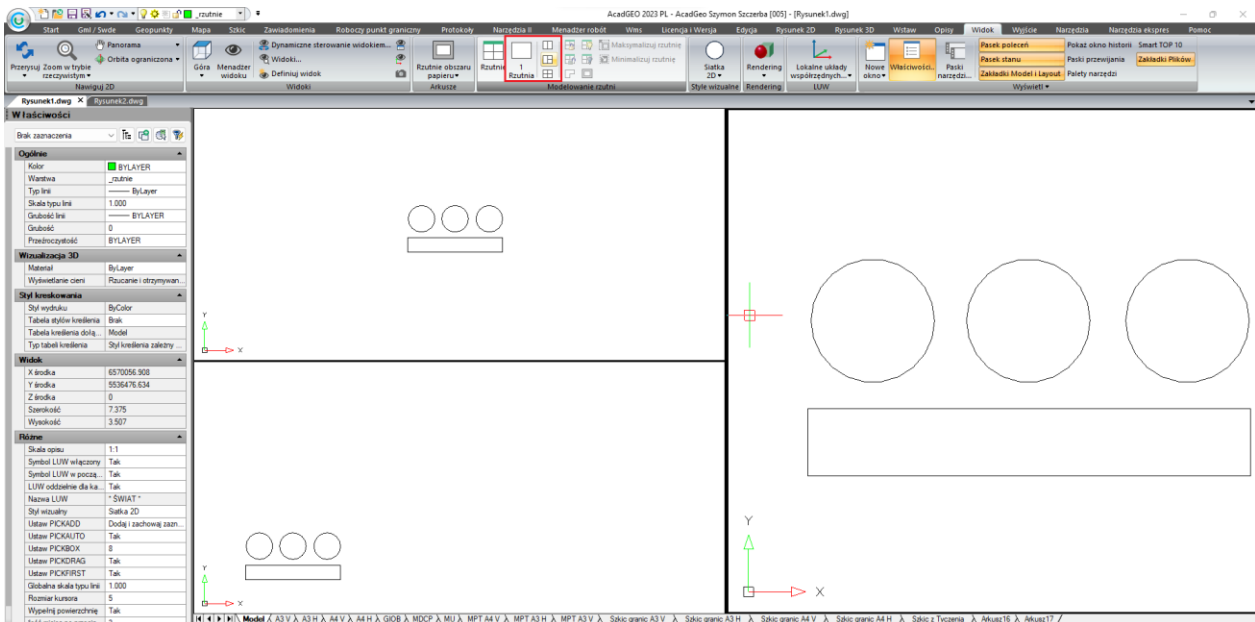 _rzutnie
AcadGEO 2023 PL - AcadGeo Szymon Szczerba [005] - [Rysunek1.dwg]
Start Gml / Swde Geopunkty Mapa Szkic Zawiadomienia Roboczy punkt graniczny Protokoły Narzędzia II Menadżer robót Wms Licencja i Wersja Edycja Rysunek 2D Rysunek 3D Wstaw Opisy Widok Wyjście Narzędzia Narzędzia ekspres Pomoc
Przerysuj Zoom w trybie rzeczywistym
Panorama
Orbita ograniczona
Nawiguj 2D
Góra Menadżer widoku
Dynamiczne sterowanie widokiem...
Widoki...
Definiuj widok
Widoki
Rzutnie obszaru papieru
Arkusze
Rzutnie 1 Rzutnia
Maksymalizuj rzutnię
Minimalizuj rzutnię
Modelowanie rzutni
Siatka 2D
Style wizualne
Rendering
Rendering
Lokalne układy współrzędnych...
LUW
Nowe okno
Właściwości.
Paski narzędzi...
Pasek poleceń Pokaż okno historii Smart TOP 10
Pasek stanu Paski przewijania Zakładki Plików
Zakładki Model i Layout Palety narzędzi
Wyświetl
Rysunek1.dwg X Rysunek2.dwg
Właściwości
Brak zaznaczenia
Ogólnie
Kolor BYLAYER
Warstwa _rzutnie
Typ linii ByLayer
Skala typu linii 1.000
Grubość linii BYLAYER
Grubość 0
Przeźroczystość BYLAYER
Wizualizacja 3D
Materiał ByLayer
Wyświetlanie cieni Rzucanie i otrzymywan...
Styl kreskowania
Styl wydruku ByColor
Tabela stylów kreślenia Brak
Tabela kreślenia dołą... Model
Typ tabeli kreślenia Styl kreślenia zależny ...
Widok
X środka 6570056.908
Y środka 5536476.634
Z środka 0
Szerokość 7.375
Wysokość 3.507
Różne
Skala opisu 1:1
Symbol LUW włączony Tak
Symbol LUW w począ... Tak
LUW oddzielnie dla ka... Tak
Nazwa LUW * ŚWIAT *
Styl wizualny Siatka 2D
Ustaw PICKADD Dodaj i zachowaj zazn...
Ustaw PICKAUTO Tak
Ustaw PICKBOX 8
Ustaw PICKDRAG Tak
Ustaw PICKFIRST Tak
Globalna skala typu linii 1.000
Rozmiar kursora 5
Wypełnij powierzchnię Tak
Y
X
Y
X
Y
X
Model A3 V A3 H A4 V A4 H GIOB MDCP MU MPT A4 V MPT A3 H MPT A3 V Szkic granic A3 V Szkic granic A3 H Szkic granic A4 V Szkic granic A4 H Szkic z Tyczenia Arkusz16 Arkusz17